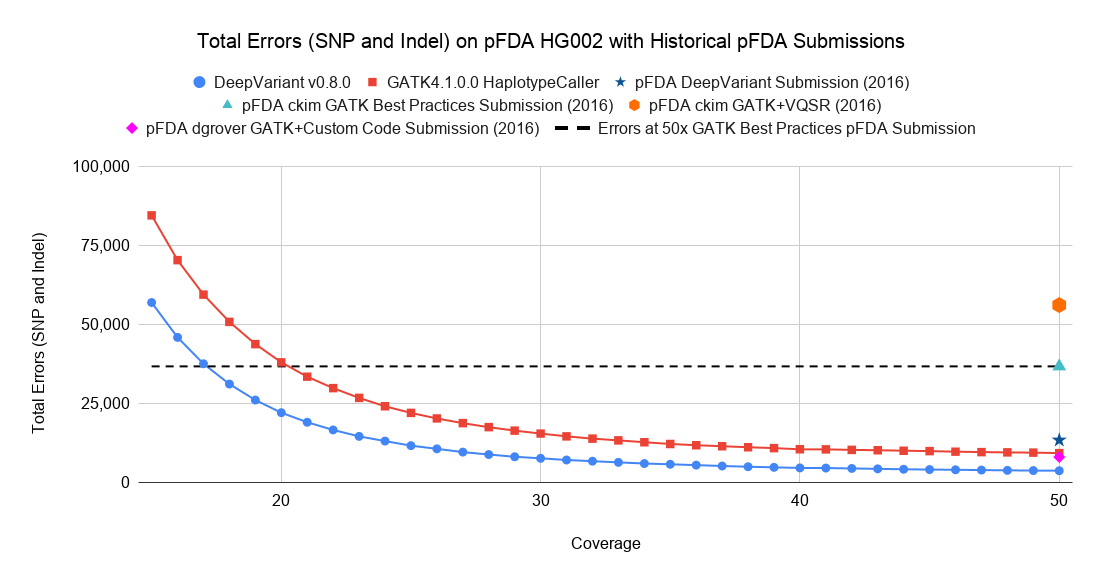 Total Errors (SNP and Indel) on pFDA HG002 with Historical pFDA Submissions
DeepVariant v0.8.0 GATK4.1.0.0 HaplotypeCaller pFDA DeepVariant Submission (2016)
pFDA ckim GATK Best Practices Submission (2016) pFDA ckim GATK+VQSR (2016)
pFDA dgrover GATK+Custom Code Submission (2016) Errors at 50x GATK Best Practices pFDA Submission
Total Errors (SNP and Indel)
100,000
75,000
50,000
25,000
0
20 30 40 50
Coverage